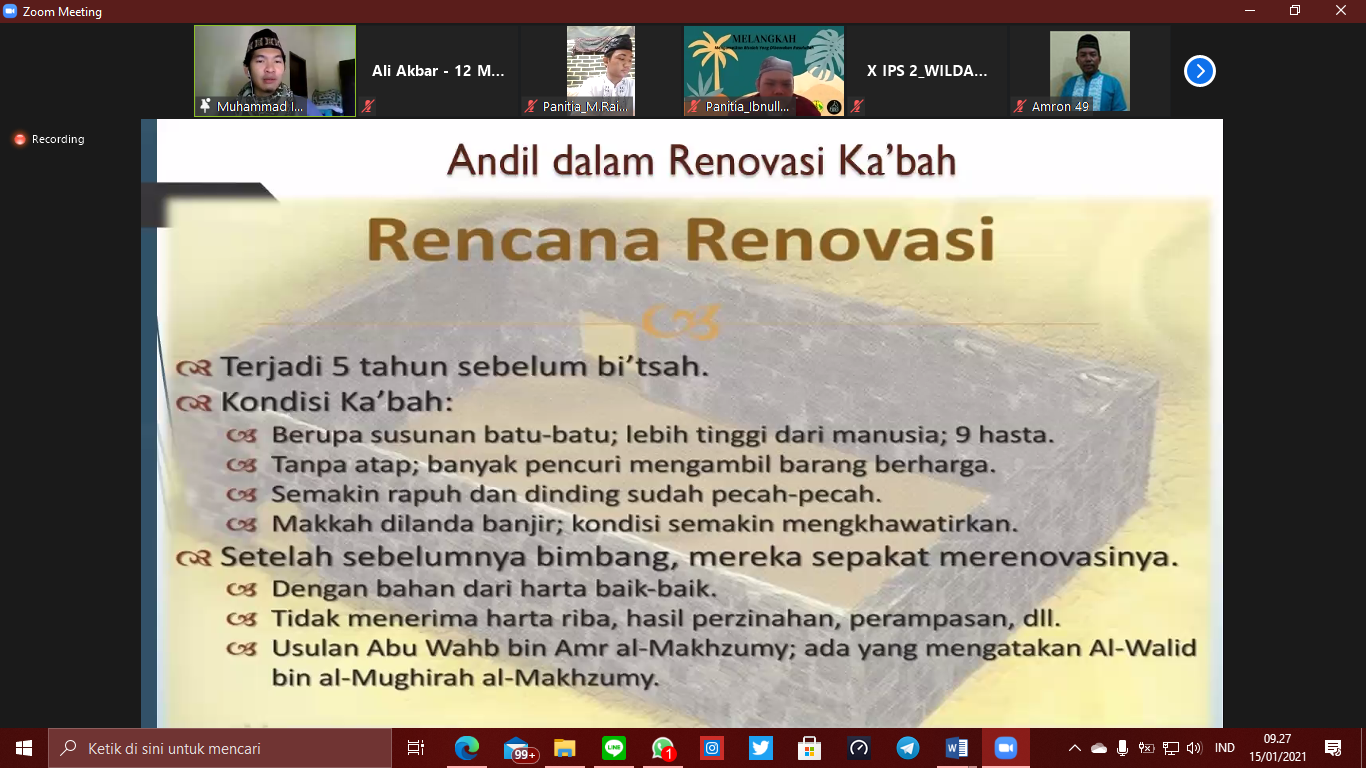 Zoom Meeting
MELANGKAH
Ali Akbar - 12 M...
X IPS 2_WILDA...
Muhammad I...
Panitia_M.Rai...
Panitia_Ibnull...
Amron 49
Recording
Andil dalam Renovasi Ka’bah
Rencana Renovasi
Terjadi 5 tahun sebelum bi’tsah.
Kondisi Ka’bah:
Berupa susunan batu-batu; lebih tinggi dari manusia; 9 hasta.
Tanpa atap; banyak pencuri mengambil barang berharga.
Semakin rapuh dan dinding sudah pecah-pecah.
Makkah dilanda banjir; kondisi semakin mengkhawatirkan.
Setelah sebelumnya bimbang, mereka sepakat merenovasinya.
Dengan bahan dari harta baik-baik.
Tidak menerima harta riba, hasil perzinahan, perampasan, dll.
Usulan Abu Wahb bin Amr al-Makhzumy; ada yang mengatakan Al-Walid
bin al-Mughirah al-Makhzumy.
Ketik di sini untuk mencari
99+
1
IND
09.27
15/01/2021